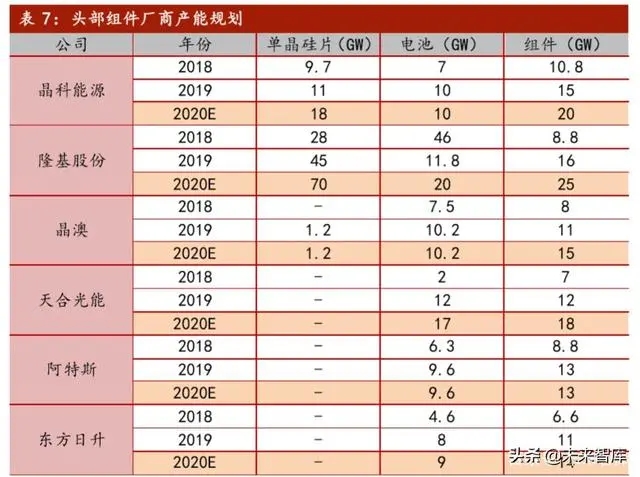 表 7：头部组件厂商产能规划
公司 年份 单晶硅片（GW） 电池（GW） 组件（GW）
2018 9.7 7 10.8
晶科能源 2019 11 10 15
2020E 18 10 20
2018 28 46 8.8
隆基股份 2019 45 11.8 16
2020E 70 20 25
2018 - 7.5 8
晶澳 2019 1.2 10.2 11
2020E 1.2 10.2 15
2018 - 2 7
天合光能 2019 - 12 12
2020E - 17 18
2018 - 6.3 8.8
阿特斯 2019 - 9.6 13
2020E - 9.6 13
2018 - 4.6 6.6
东方日升 2019 - 8 11
2020E - 9
头条 @未来智库